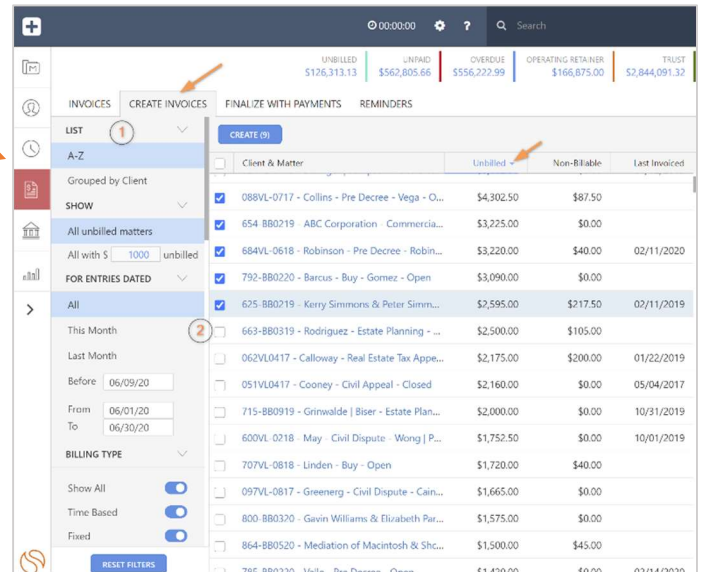 00:00:00 ? Search
UNBILLED UNPAID OVERDUE OPERATING RETAINER TRUST
$126,313.13 $562,805.66 $556,222.99 $166,875.00 $2,844,091.32
INVOICES CREATE INVOICES FINALIZE WITH PAYMENTS REMINDERS
LIST
1
A-Z
Grouped by Client
SHOW
All unbilled matters
All with $ 1000 unbilled
FOR ENTRIES DATED
All
This Month
2
Last Month
Before 06/09/20
From 06/01/20
To 06/30/20
BILLING TYPE
Show All
Time Based
Fixed
RESET FILTERS
CREATE (9)
Client & Matter Unbilled Non-Billable Last Invoiced
088VL-0717 - Collins - Pre Decree - Vega - O... $4,302.50 $87.50
654-BB0219 - ABC Corporation - Commercia... $3,225.00 $0.00
684VL-0618 - Robinson - Pre Decree - Robin... $3,220.00 $40.00 02/11/2020
792-BB0220 - Barcus - Buy - Gomez - Open $3,090.00 $0.00
625-BB0219 - Kerry Simmons & Peter Simm... $2,595.00 $217.50 02/11/2019
663-BB0319 - Rodriguez - Estate Planning - ... $2,500.00 $105.00
062VL0417 - Calloway - Real Estate Tax Appe... $2,175.00 $200.00 01/22/2019
051VL0417 - Cooney - Civil Appeal - Closed $2,160.00 $0.00 05/04/2017
715-BB0919 - Grinwalde | Biser - Estate Plan... $2,000.00 $0.00 10/31/2019
600VL-0218 - May - Civil Dispute - Wong | P... $1,752.50 $0.00 10/01/2019
707VL-0818 - Linden - Buy - Open $1,720.00 $40.00
097VL-0817 - Greenerg - Civil Dispute - Cain... $1,665.00 $0.00
800-BB0320 - Gavin Williams & Elizabeth Par... $1,575.00 $0.00
864-BB0520 - Mediation of Macintosh & Shc... $1,500.00 $45.00